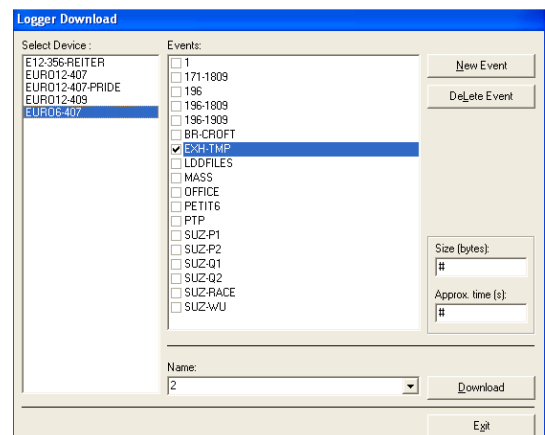 Logger Download
Select Device :
E12-356-REITER
EURO12-407
EURO12-407-PRIDE
EURO12-409
EURO6-407
Events:
1
171-1809
196
196-1809
196-1909
BR-CROFT
EXH-TMP
LDDFILES
MASS
OFFICE
PETIT6
PTP
SUZ-P1
SUZ-P2
SUZ-Q1
SUZ-Q2
SUZ-RACE
SUZ-WU
New Event
DeLete Event
Size (bytes):
#
Approx. time (s):
#
Name:
2
Download
Exit